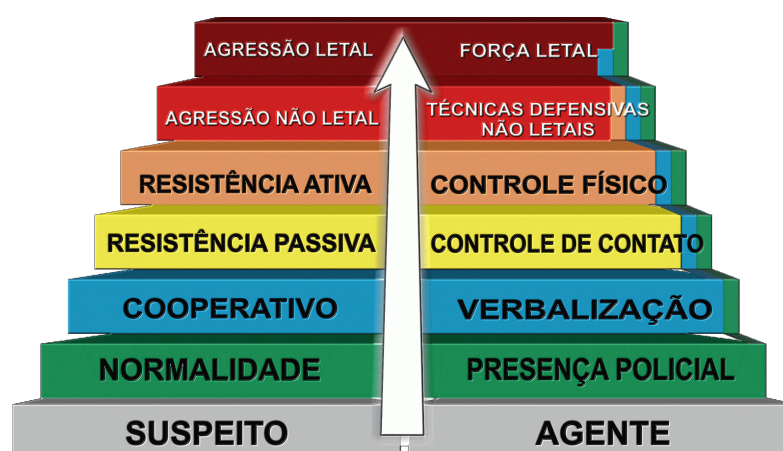 AGRESSÃO LETAL
FORÇA LETAL
AGRESSÃO NÃO LETAL
TÉCNICAS DEFENSIVAS
NÃO LETAIS
RESISTÊNCIA ATIVA
CONTROLE FÍSICO
RESISTÊNCIA PASSIVA
CONTROLE DE CONTATO
COOPERATIVO
VERBALIZAÇÃO
NORMALIDADE
PRESENÇA POLICIAL
SUSPEITO
AGENTE